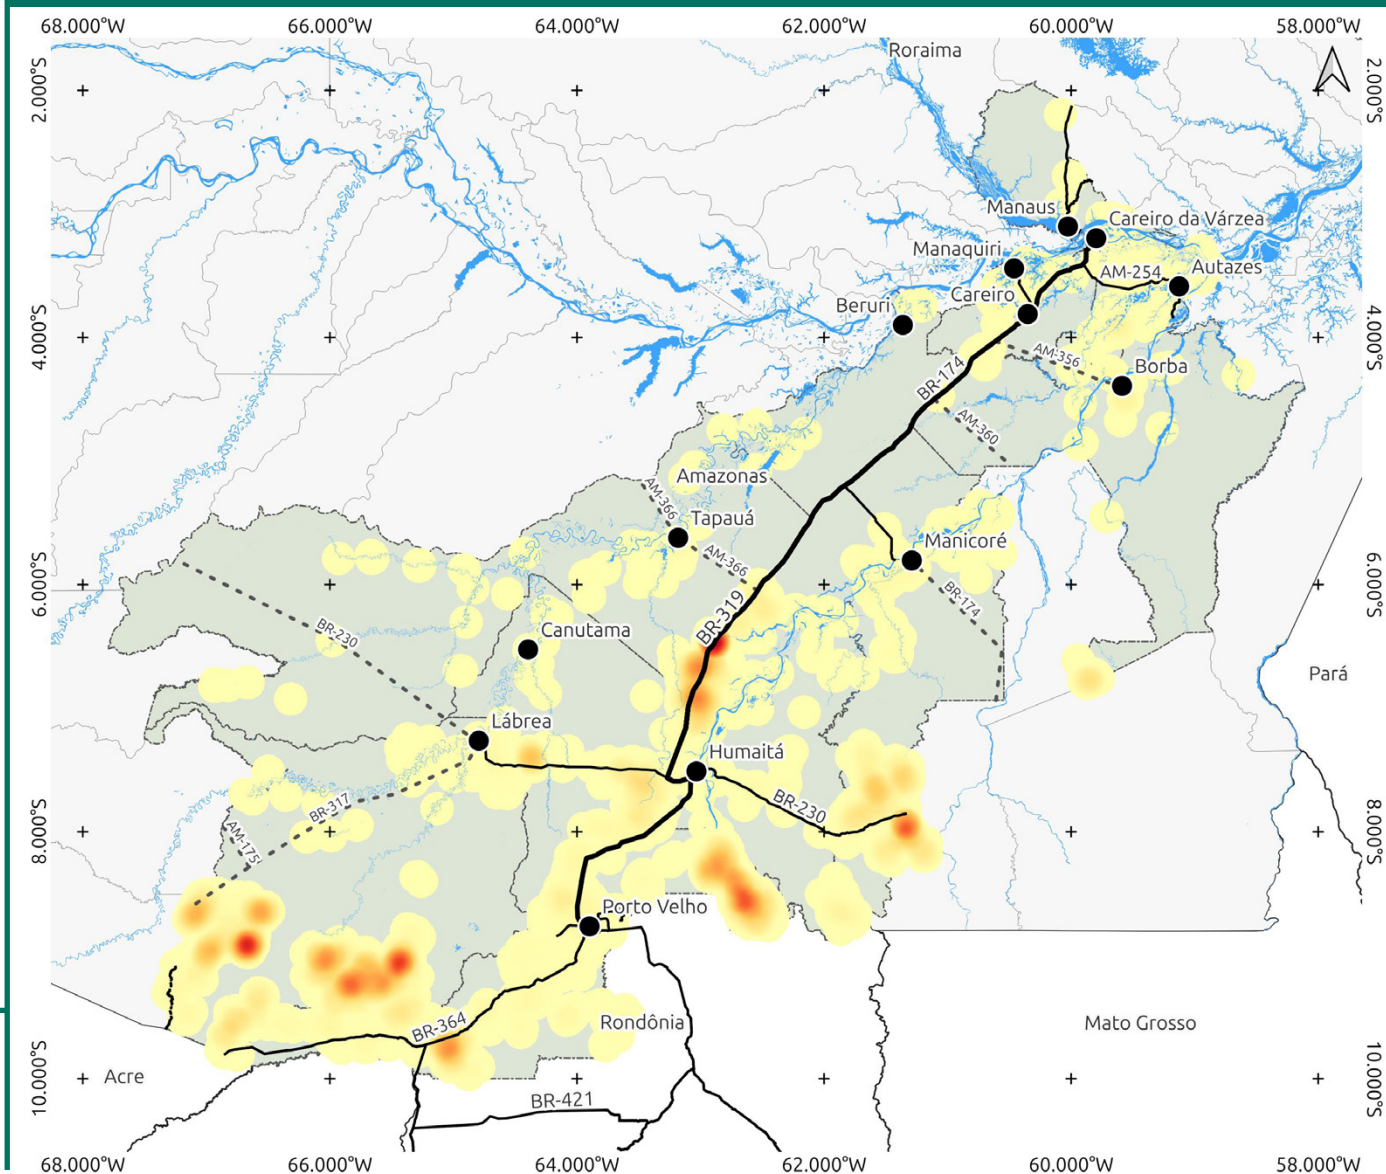 68.000°W 66.000°W 64.000°W 62.000°W 60.000°W 58.000°W
Roraima
2.000°S
2.000°S
Manaus
Careiro da Várzea
Manaquiri
AM-254
Autazes
Careiro
Beruri
4.000°S
4.000°S
AM-356
BR-174
Borba
AM-360
Amazonas
AM-366
Tapauá
AM-366
Manicoré
6.000°S
6.000°S
BR-174
BR-319
BR-230
Canutama
Pará
Lábrea
Humaitá
BR-317
BR-230
8.000°S
8.000°S
AM-175
Porto Velho
BR-364
Rondônia
Mato Grosso
10.000°S
10.000°S
Acre
BR-421
68.000°W 66.000°W 64.000°W 62.000°W 60.000°W 58.000°W